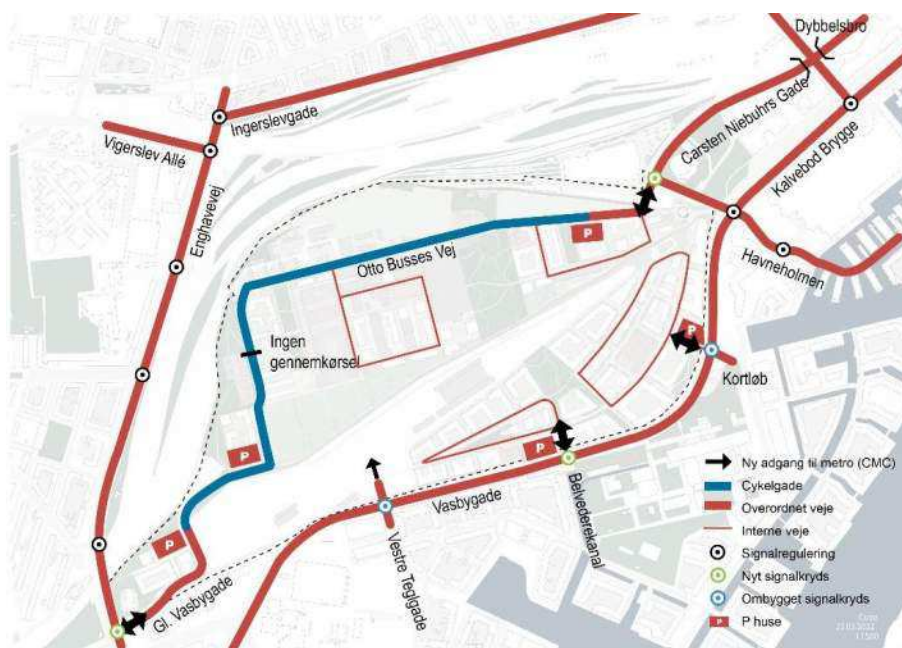 Dybbelsbro
Ingerslevgade
Vigerslev Allé
Carsten Niebuhrs Gade
Kalvebod Brygge
Enghavevej
P
Otto Busses Vej
Havneholmen
Ingen
gennemkørsel
P
Kortløb
P
P
Vasbygade
Belvederekanal
Vestre Teglgade
P
Gl. Vasbygade
Ny adgang til metro (CMC)
Cykelgade
Overordnet veje
Interne veje
Signalregulering
Nyt signalkryds
Ombygget signalkryds
P P huse